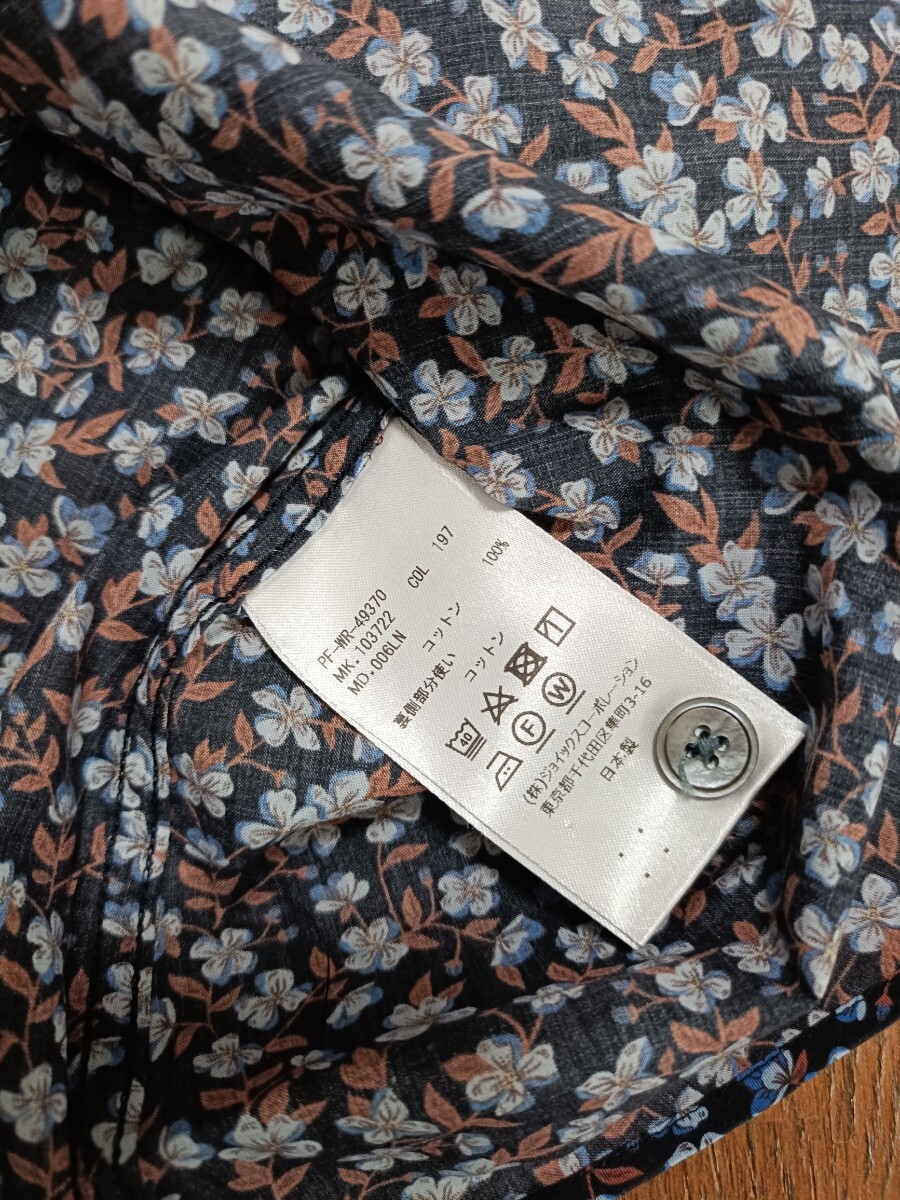 PF-WR-49370
MK. 103722 COL 197
MD. 006LN
コットン 100%
裏側部分使い
コットン
40
F W
(株)ジョイックスコーポレーション
東京都千代田区東町3-16
日本製